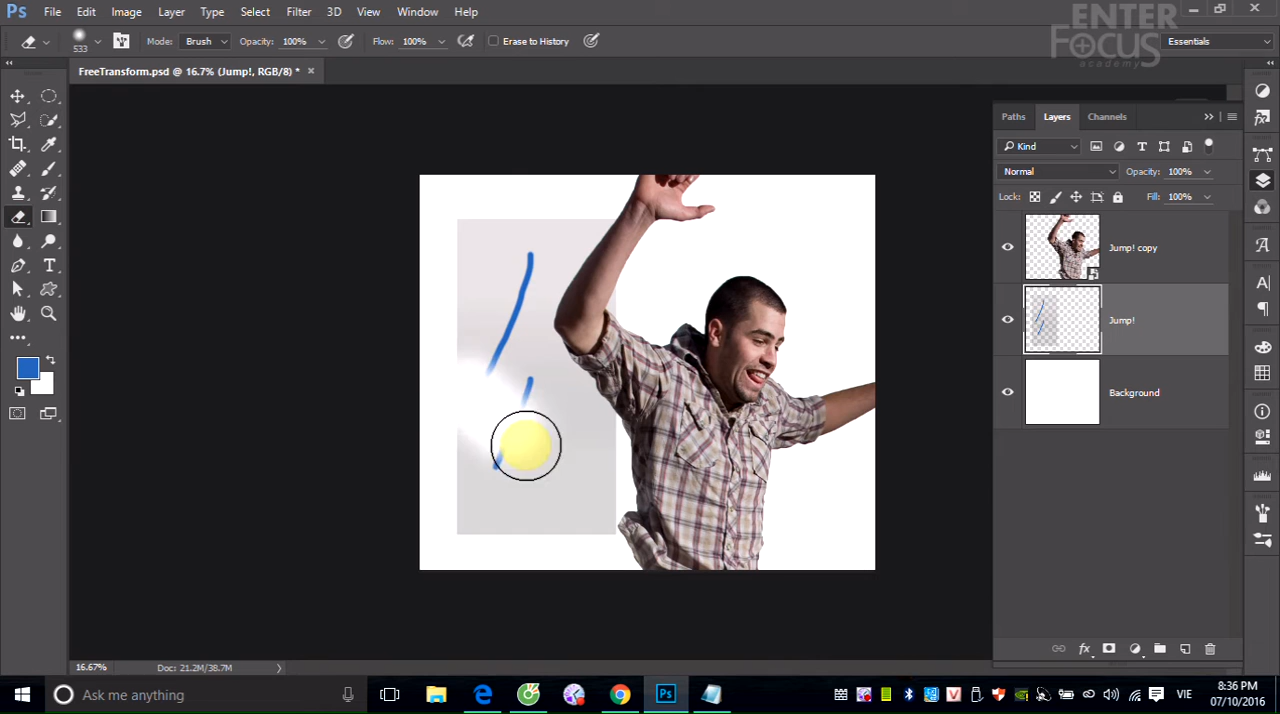 Ps File Edit Image Layer Type Select Filter 3D View Window Help
ENTER
FOCUS
academy
533 Mode: Brush Opacity: 100% Flow: 100% Erase to History Essentials
FreeTransform.psd @ 16.7% (Jump!, RGB/8) *
Paths Layers Channels
Kind
Normal Opacity: 100%
Lock: Fill: 100%
Jump! copy
Jump!
Background
16.67% Doc: 21.2M/38.7M
Ask me anything
VIE
8:36 PM
07/10/2016